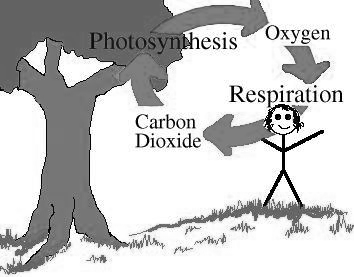 Photosynthesis
Oxygen
Respiration
Carbon
Dioxide